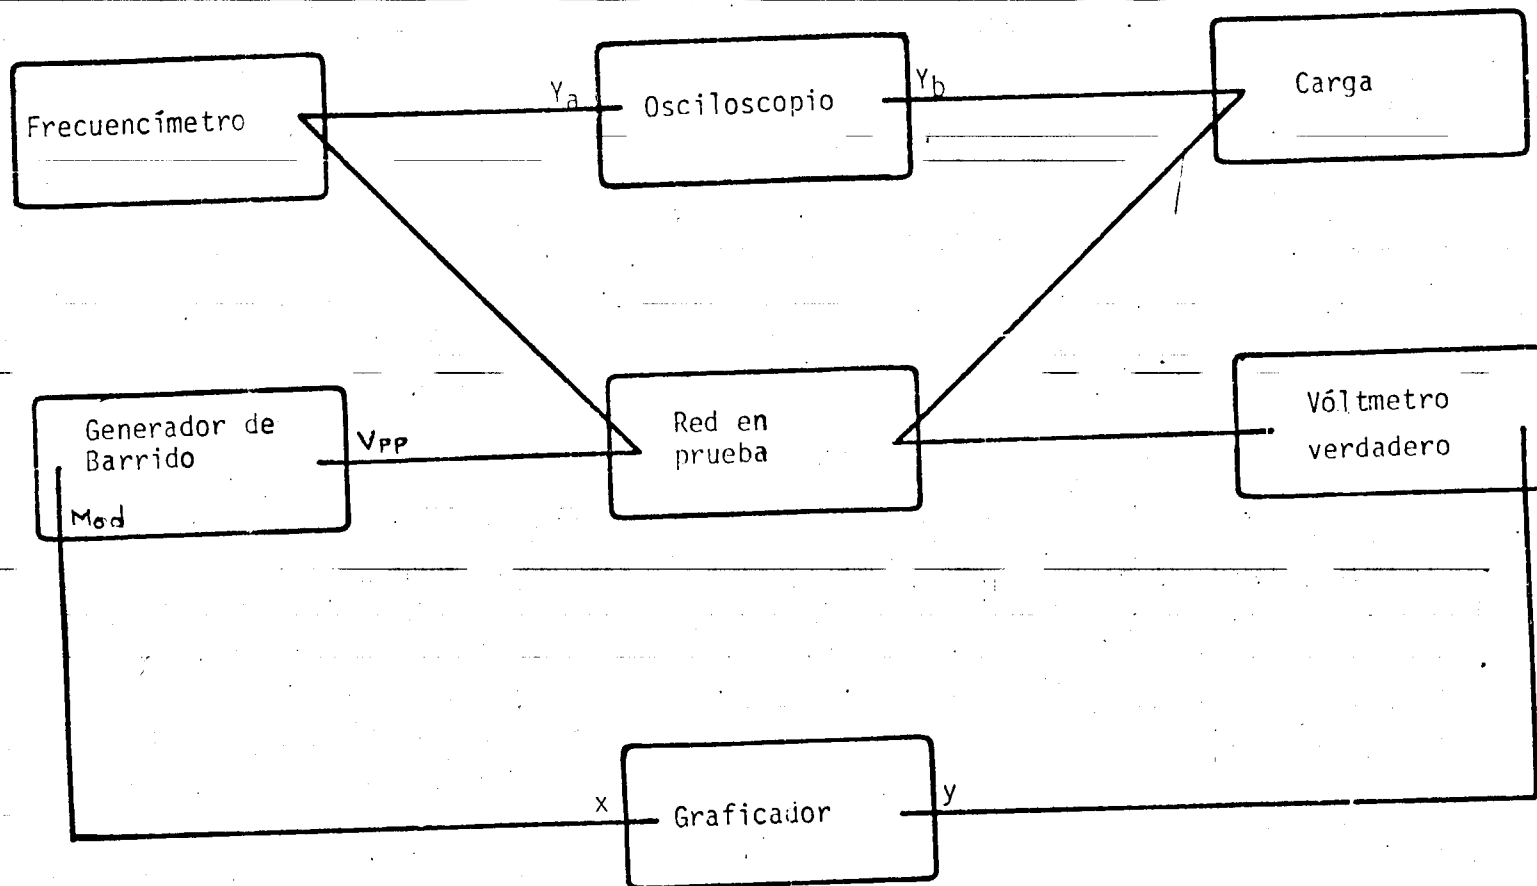 Frecuencímetro
Ya
Osciloscopio
Yb
Carga
Generador de
Barrido
Mod
VPP
Red en
prueba
Vóltmetro
verdadero
x
Graficador
y